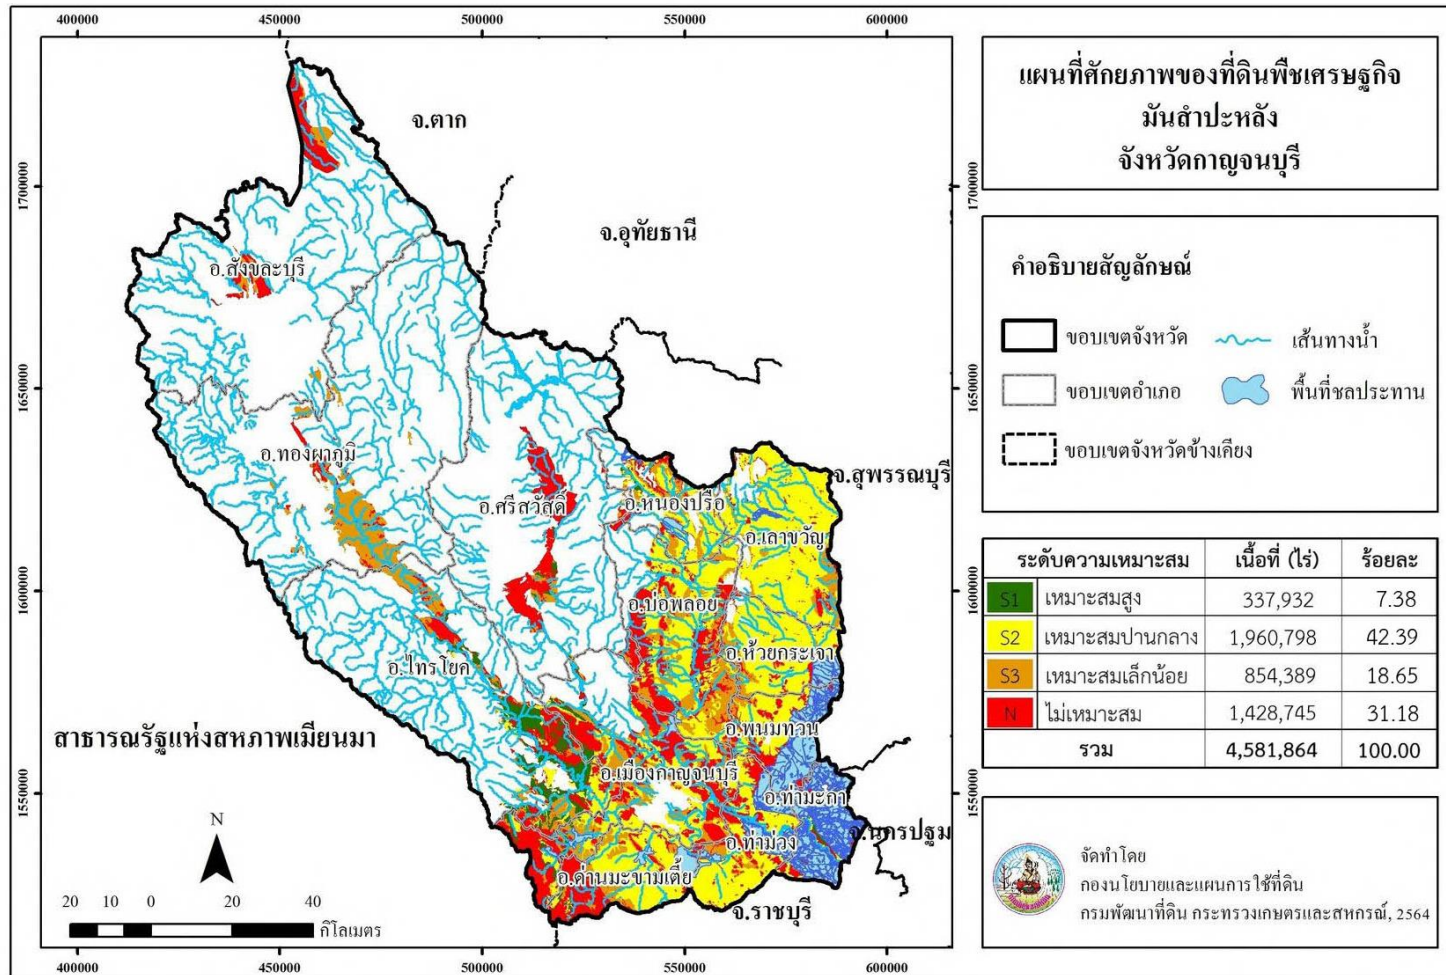 400000 450000 500000 550000 600000
แผนที่ศักยภาพของที่ดินพืชเศรษฐกิจ
มันสำปะหลัง
จังหวัดกาญจนบุรี
จ.ตาก
1700000 1700000
จ.อุทัยธานี
อ.สังขละบุรี
คำอธิบายสัญลักษณ์
ขอบเขตจังหวัด เส้นทางน้ำ
ขอบเขตอำเภอ พื้นที่ชลประทาน
ขอบเขตจังหวัดข้างเคียง
1650000 1650000
อ.ทองผาภูมิ
จ.สุพรรณบุรี
อ.ศรีสวัสดิ์
อ.หนองปรือ
อ.เลาขวัญ
1600000 1600000
อ.บ่อพลอย
อ.ห้วยกระเจา
อ.ไทรโยค
อ.พนมทวน
สาธารณรัฐแห่งสหภาพเมียนมา
อ.เมืองกาญจนบุรี
1550000 1550000
อ.ท่ามะกา
จ.นครปฐม
อ.ท่าม่วง
อ.ด่านมะขามเตี้ย
จ.ราชบุรี
ระดับความเหมาะสม เนื้อที่ (ไร่) ร้อยละ
S1 เหมาะสมสูง 337,932 7.38
S2 เหมาะสมปานกลาง 1,960,798 42.39
S3 เหมาะสมเล็กน้อย 854,389 18.65
N ไม่เหมาะสม 1,428,745 31.18
รวม 4,581,864 100.00
N
20 10 0 20 40
กิโลเมตร
จัดทำโดย
กองนโยบายและแผนการใช้ที่ดิน
กรมพัฒนาที่ดิน กระทรวงเกษตรและสหกรณ์, 2564
400000 450000 500000 550000 600000